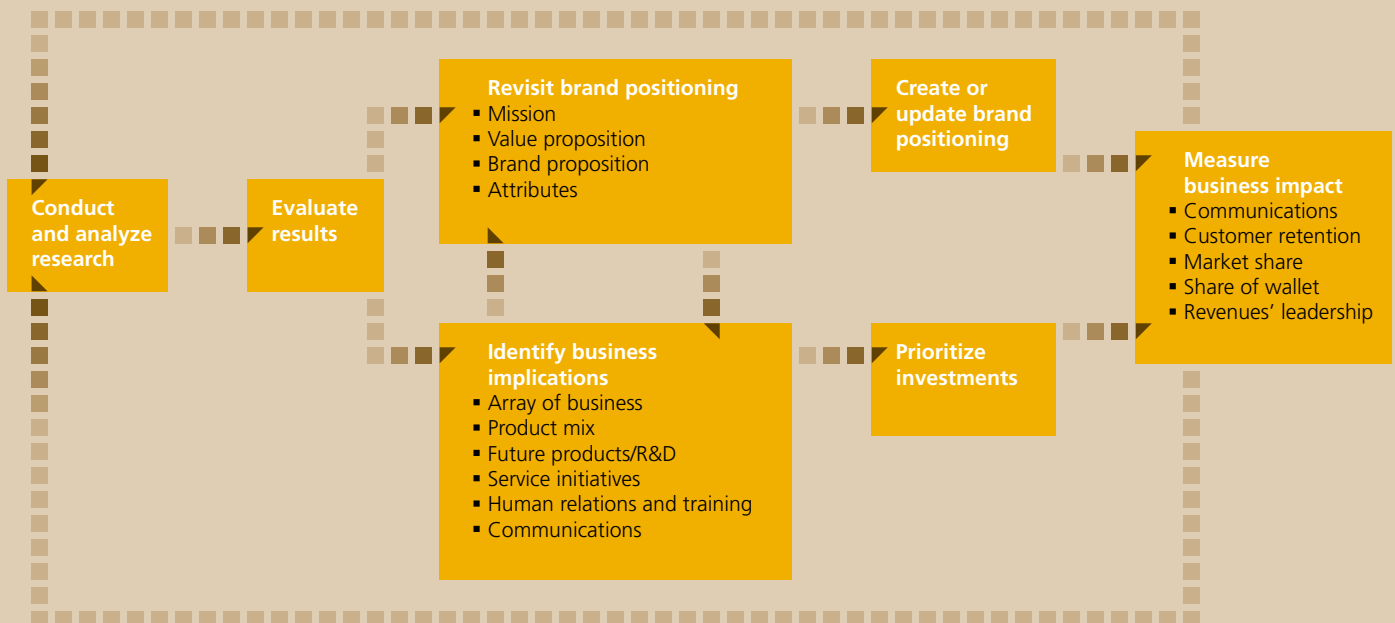 Conduct
and analyze
research
Evaluate
results
Revisit brand positioning
▪ Mission
▪ Value proposition
▪ Brand proposition
▪ Attributes
Identify business
implications
▪ Array of business
▪ Product mix
▪ Future products/R&D
▪ Service initiatives
▪ Human relations and training
▪ Communications
Create or
update brand
positioning
Prioritize
investments
Measure
business impact
▪ Communications
▪ Customer retention
▪ Market share
▪ Share of wallet
▪ Revenues’ leadership